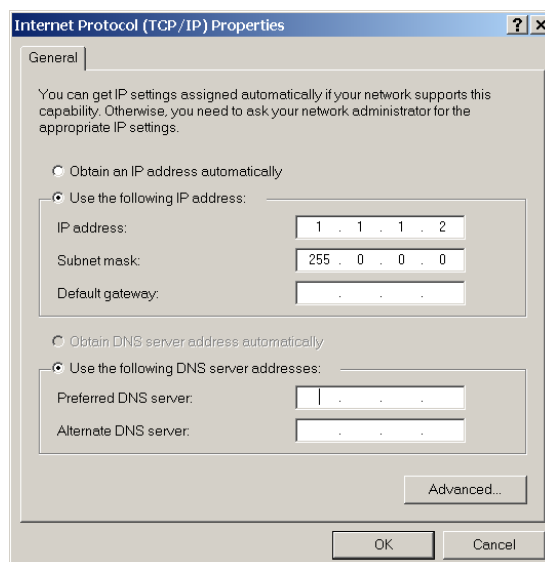 Internet Protocol (TCP/IP) Properties
General
You can get IP settings assigned automatically if your network supports this
capability. Otherwise, you need to ask your network administrator for the
appropriate IP settings.
Obtain an IP address automatically
Use the following IP address:
IP address: 1 . 1 . 1 . 2
Subnet mask: 255 . 0 . 0 . 0
Default gateway: . . .
Obtain DNS server address automatically
Use the following DNS server addresses:
Preferred DNS server: . . .
Alternate DNS server: . . .
Advanced...
OK Cancel